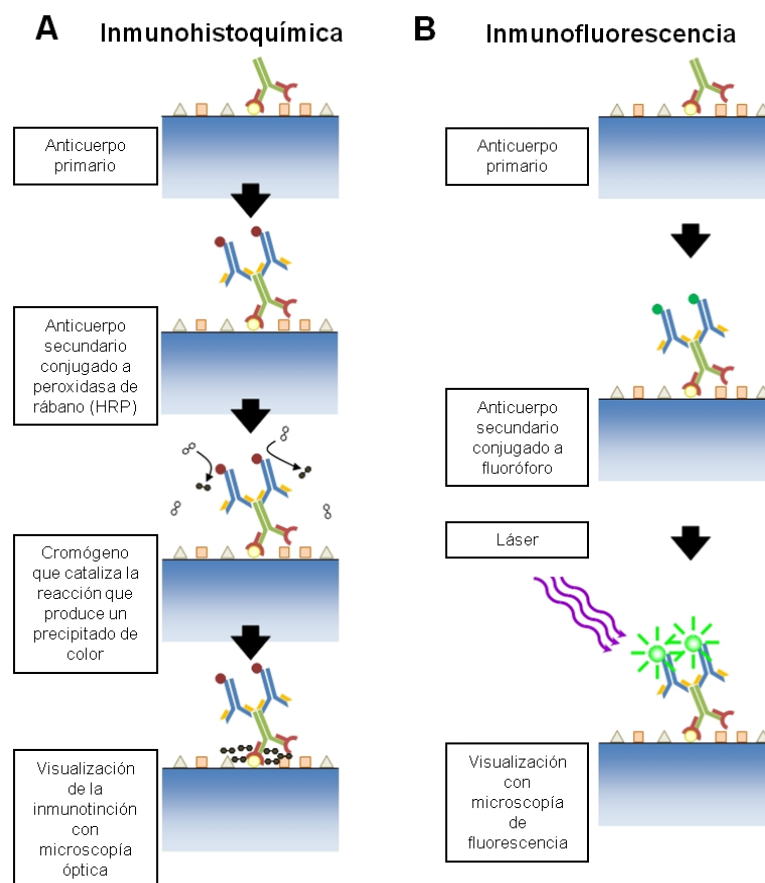 A
Inmunohistoquímica
Anticuerpo
primario
Anticuerpo
secundario
conjugado a
peroxidasa de
rábano (HRP)
Cromógeno
que cataliza la
reacción que
produce un
precipitado de
color
Visualización
de la
inmunotinción
con
microscopía
óptica
B
Inmunofluorescencia
Anticuerpo
primario
Anticuerpo
secundario
conjugado a
fluoróforo
Láser
Visualización
con
microscopía
de
fluorescencia